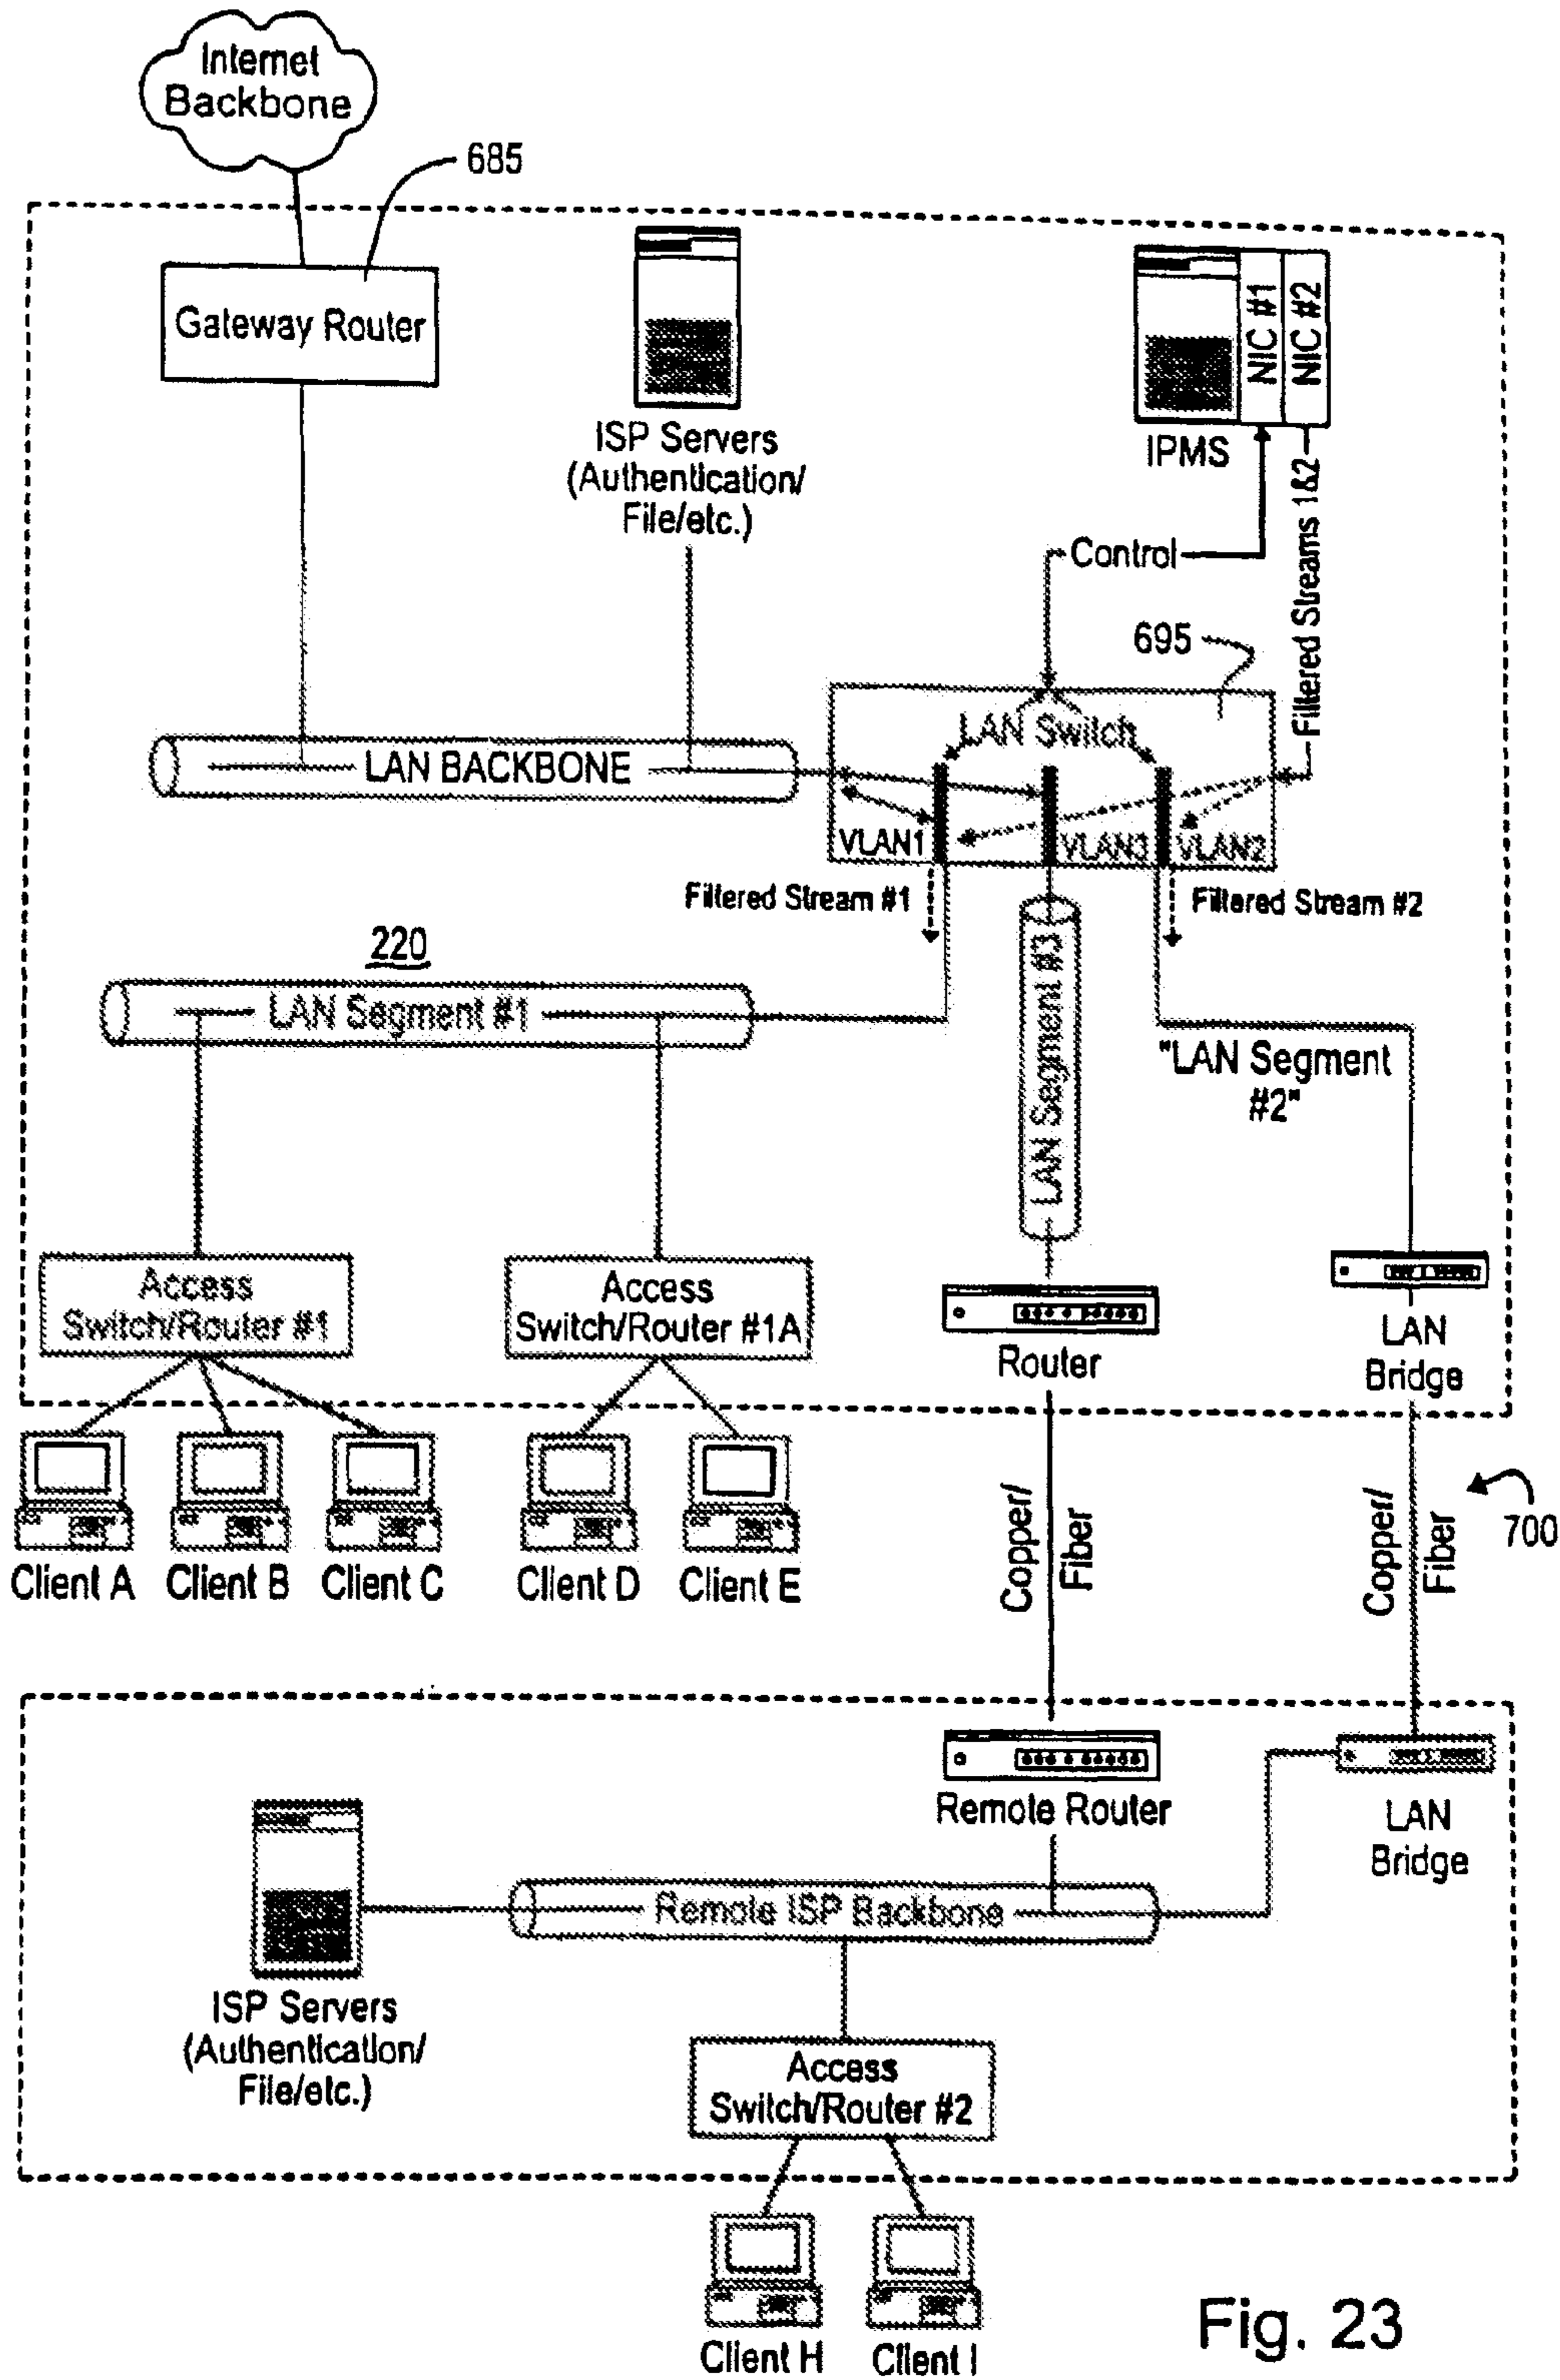 Internet
Backbone
685
Gateway Router
ISP Servers
(Authentication/
File/etc.)
NIC #1
NIC #2
IPMS
Filtered Streams 1&2
Control
695
LAN Switch
LAN BACKBONE
VLAN1
VLAN3
VLAN2
Filtered Stream #1
Filtered Stream #2
220
LAN Segment #1
LAN Segment #3
"LAN Segment
#2"
Access
Switch/Router #1
Access
Switch/Router #1A
Router
LAN
Bridge
Client A
Client B
Client C
Client D
Client E
Copper/
Fiber
Copper/
Fiber
700
Remote Router
LAN
Bridge
Remote ISP Backbone
ISP Servers
(Authentication/
File/etc.)
Access
Switch/Router #2
Client H
Client I
Fig. 23